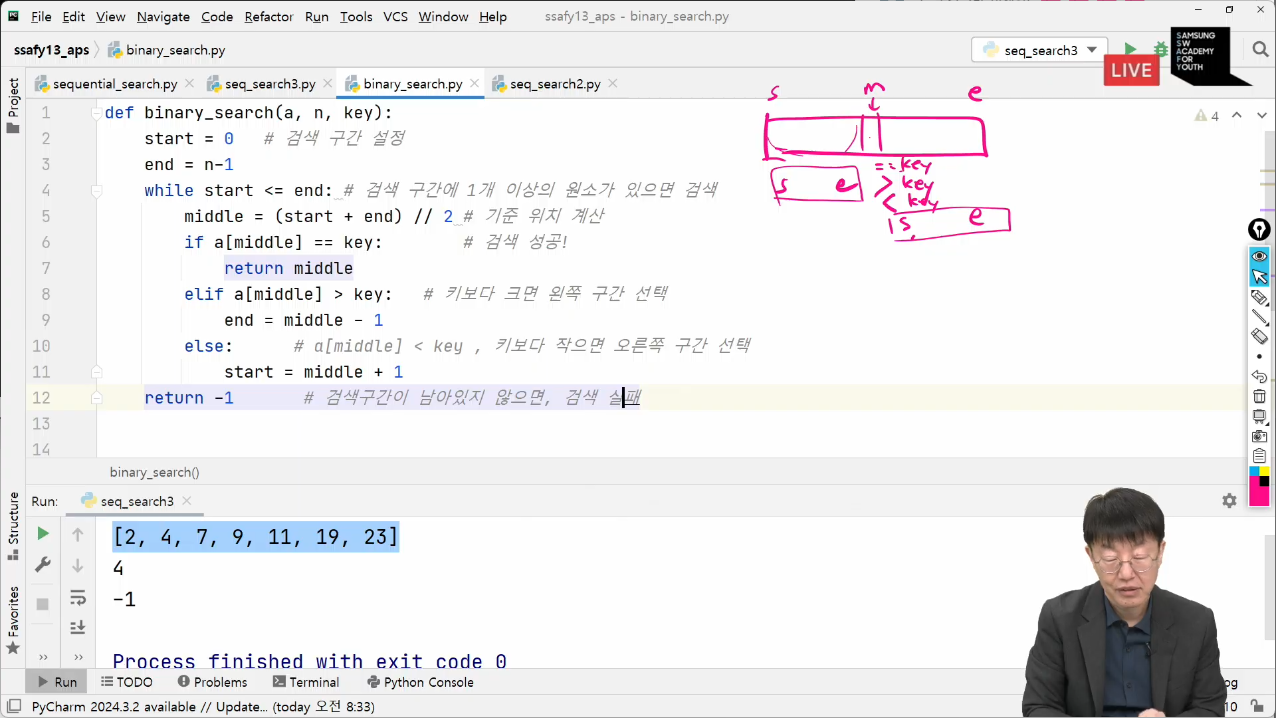 File Edit View Navigate Code Refactor Run Tools VCS Window Help ssafy13_aps - binary_search.py
ssafy13_aps binary_search.py seq_search3
SAMSUNG
SW
ACADEMY
FOR
YOUTH
LIVE
sequential_search.py seq_search3.py binary_search.py seq_search2.py
s m e
1 def binary_search(a, n, key): 4
2 start = 0 # 검색 구간 설정
3 end = n-1
4 while start <= end: # 검색 구간에 1개 이상의 원소가 있으면 검색
5 middle = (start + end) // 2 # 기준 위치 계산
6 if a[middle] == key: # 검색 성공!
7 return middle
8 elif a[middle] > key: # 키보다 크면 왼쪽 구간 선택
9 end = middle - 1
10 else: # a[middle] < key , 키보다 작으면 오른쪽 구간 선택
11 start = middle + 1
12 return -1 # 검색구간이 남아있지 않으면, 검색 실패
13
14
== key
s e > key
< key
s e
binary_search()
Run: seq_search3
[2, 4, 7, 9, 11, 19, 23]
4
-1
Process finished with exit code 0
Project
Structure
Favorites
Run TODO Problems Terminal Python Console
PyCharm 2024.3.2 available // Update... (today 오전 8:33)